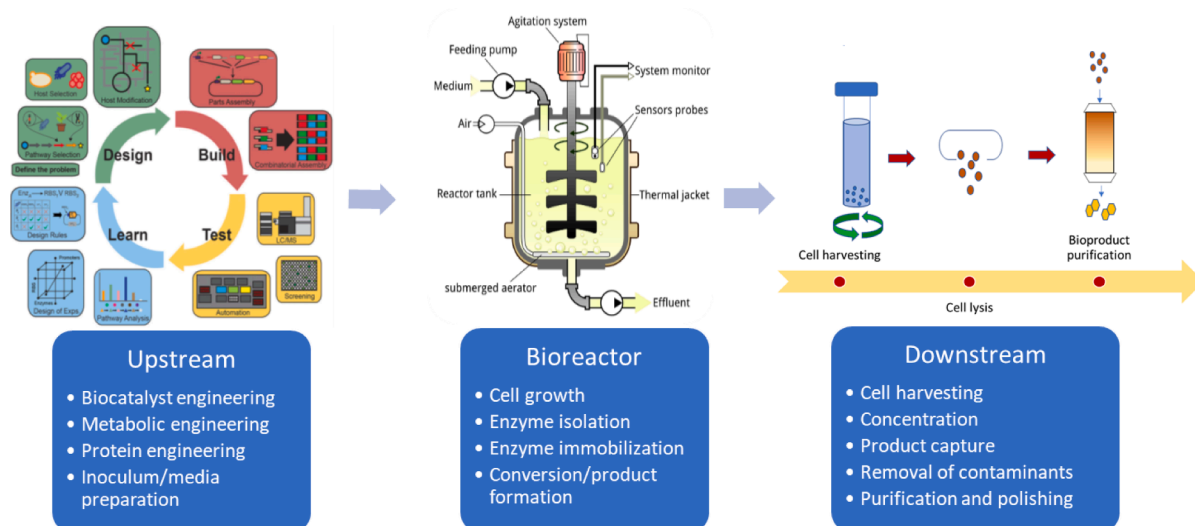 Host Selection
Host Modification
Parts Assembly
Pathway Selection
Combinatorial Assembly
Define the problem
Design
Build
Learn
Test
Design Rules
LC/MS
Screening
Automation
Pathway Analysis
Design of Exps.
Promoters
RBS
Enzymes
Agitation system
Feeding pump
System monitor
Medium
Sensors probes
Air
Reactor tank
Thermal jacket
submerged aerator
Effluent
Cell harvesting
Cell lysis
Bioproduct
purification
Upstream
• Biocatalyst engineering
• Metabolic engineering
• Protein engineering
• Inoculum/media
preparation
Bioreactor
• Cell growth
• Enzyme isolation
• Enzyme immobilization
• Conversion/product
formation
Downstream
• Cell harvesting
• Concentration
• Product capture
• Removal of contaminants
• Purification and polishing